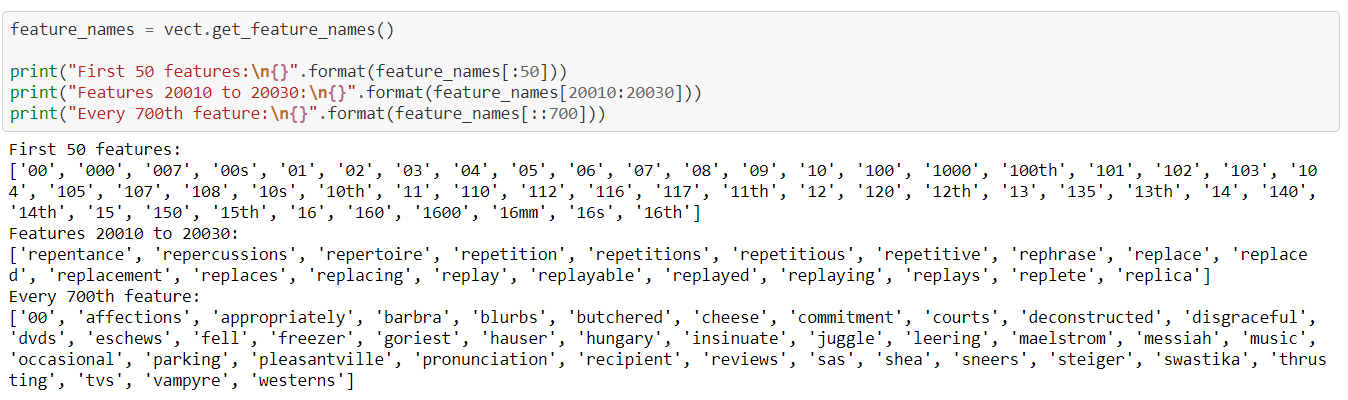 feature_names = vect.get_feature_names()
print("First 50 features:\n{}".format(feature_names[:50]))
print("Features 20010 to 20030:\n{}".format(feature_names[20010:20030]))
print("Every 700th feature:\n{}".format(feature_names[::700]))
First 50 features:
['00', '000', '007', '00s', '01', '02', '03', '04', '05', '06', '07', '08', '09', '10', '100', '1000', '100th', '101', '102', '103', '10
4', '105', '107', '108', '10s', '10th', '11', '110', '112', '116', '117', '11th', '12', '120', '12th', '13', '135', '13th', '14', '140',
'14th', '15', '150', '15th', '16', '160', '1600', '16mm', '16s', '16th']
Features 20010 to 20030:
['repentance', 'repercussions', 'repertoire', 'repetition', 'repetitions', 'repetitious', 'repetitive', 'rephrase', 'replace', 'replace
d', 'replacement', 'replaces', 'replacing', 'replay', 'replayable', 'replayed', 'replaying', 'replays', 'replete', 'replica']
Every 700th feature:
['00', 'affections', 'appropriately', 'barbra', 'blurbs', 'butchered', 'cheese', 'commitment', 'courts', 'deconstructed', 'disgraceful',
'dvds', 'eschews', 'fell', 'freezer', 'goriest', 'hauser', 'hungary', 'insinuate', 'juggle', 'leering', 'maelstrom', 'messiah', 'music',
'occasional', 'parking', 'pleasantville', 'pronunciation', 'recipient', 'reviews', 'sas', 'shea', 'sneers', 'steiger', 'swastika', 'thrus
ting', 'tvs', 'vampyre', 'westerns']